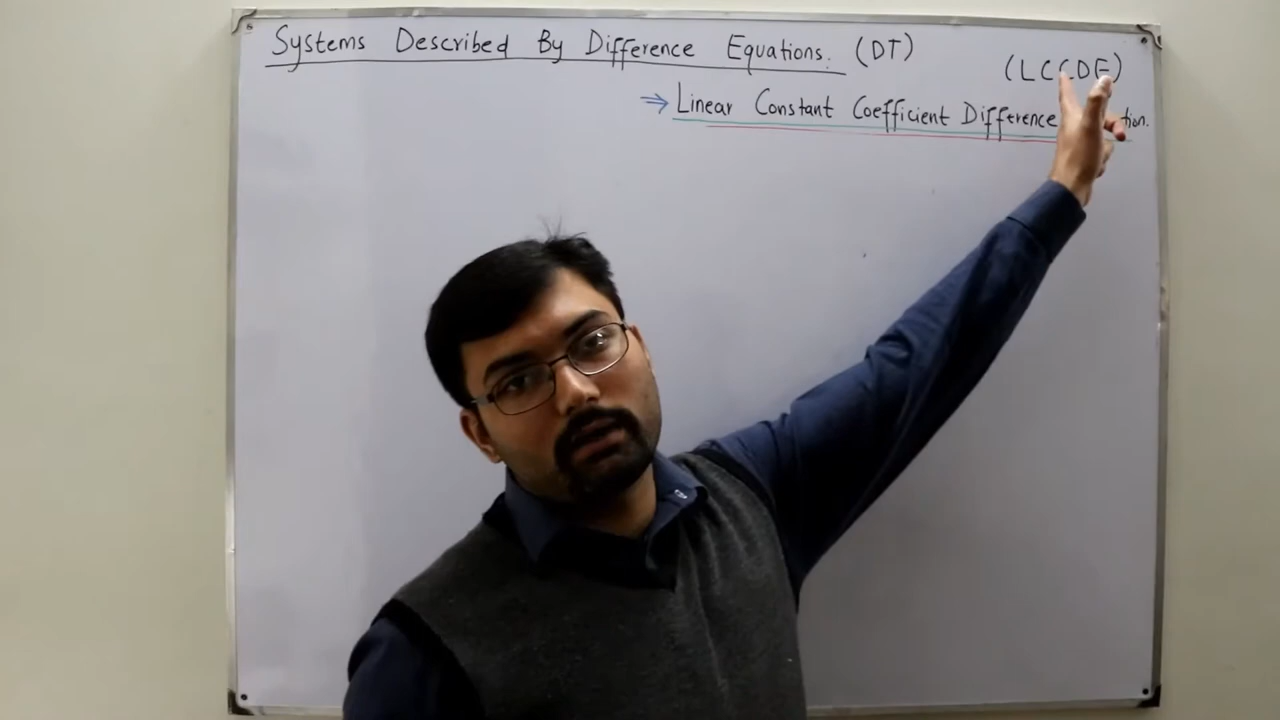 Systems Described By Difference Equations. (DT)
(LCCDE)
⇒ Linear Constant Coefficient Difference